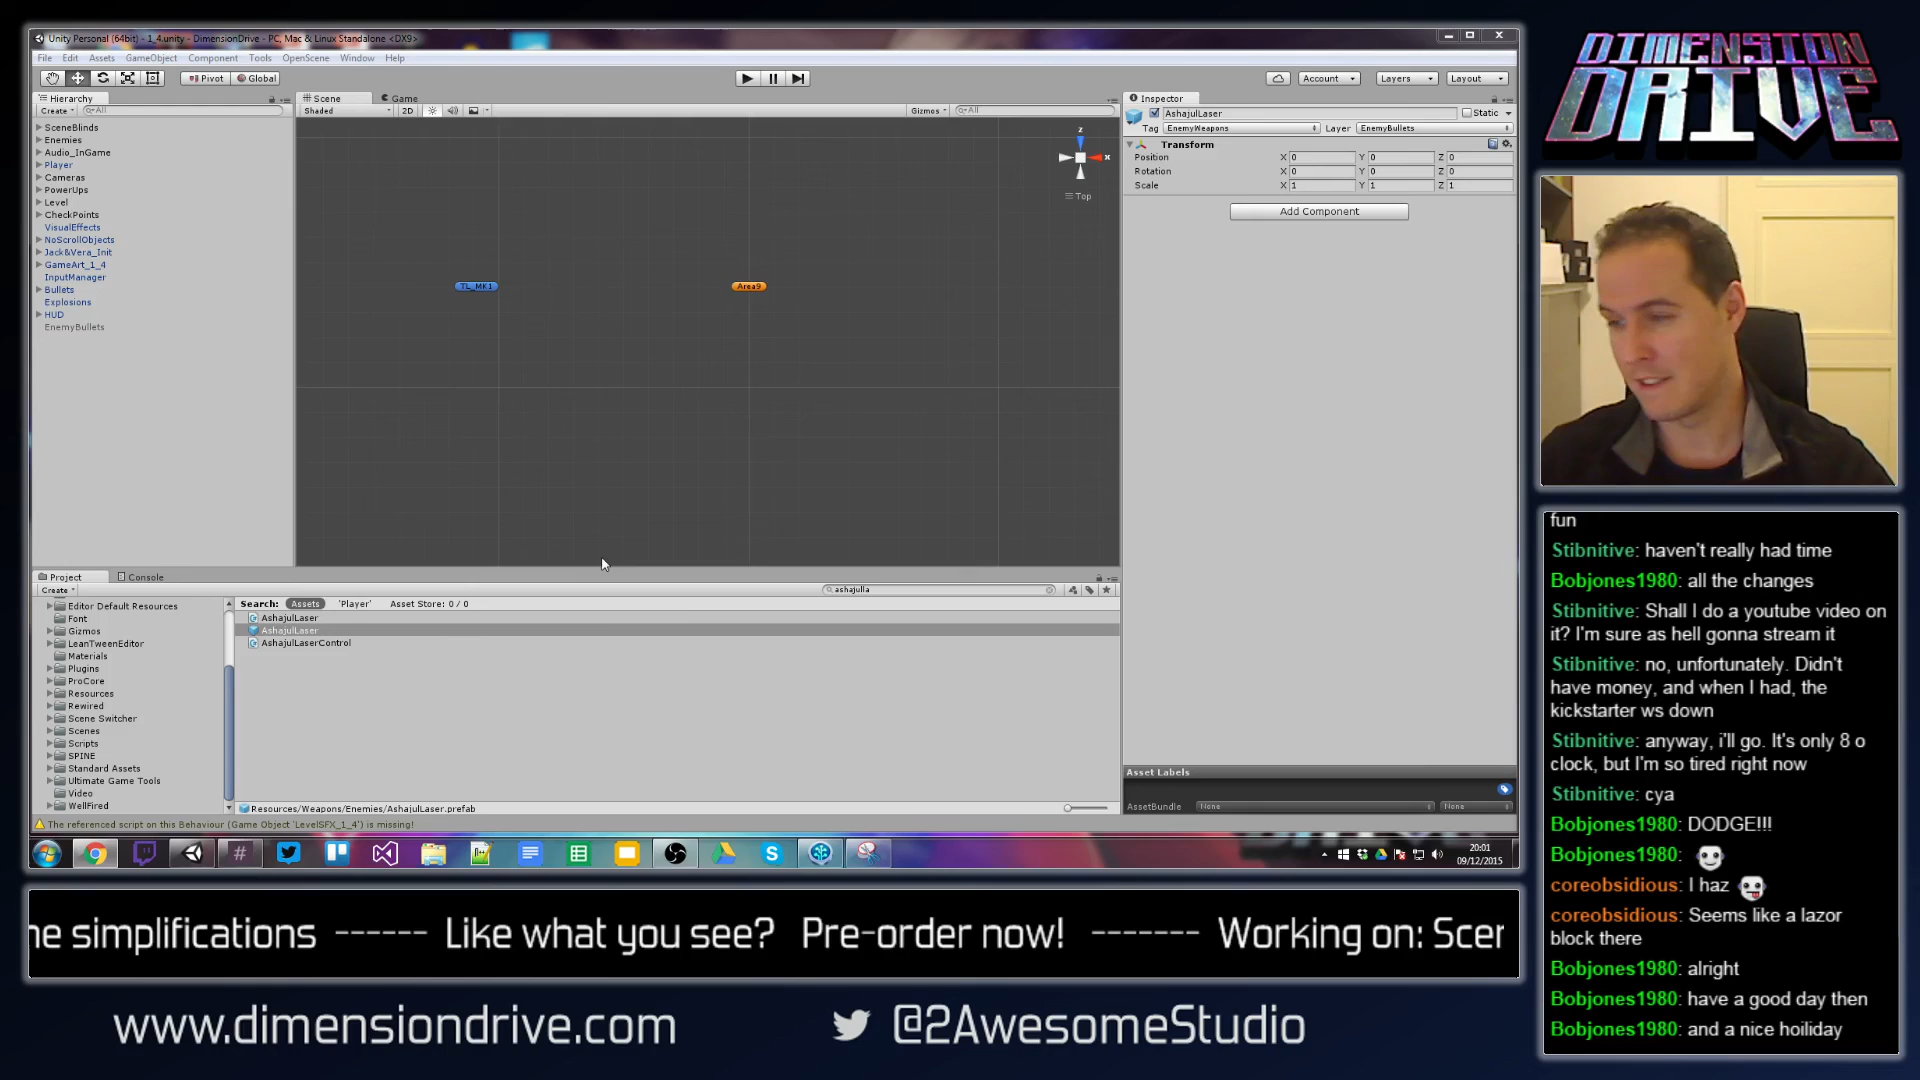 Unity Personal (64bit) - 1_4.unity - DimensionDrive - PC, Mac & Linux Standalone <DX9>
File Edit Assets GameObject Component Tools OpenScene Window Help
Pivot Global Account Layers Layout
Hierarchy
Create All
SceneBlinds
Enemies
Audio_InGame
Player
Cameras
PowerUps
Level
CheckPoints
VisualEffects
NoScrollObjects
Jack&Vera_Init
GameArt_1_4
InputManager
Bullets
Explosions
HUD
EnemyBullets
Scene Game
Shaded 2D Gizmos All
z
x
Top
TL_MK1 Area9
Inspector
AshajulLaser Static
Tag EnemyWeapons Layer EnemyBullets
Transform
Position X 0 Y 0 Z 0
Rotation X 0 Y 0 Z 0
Scale X 1 Y 1 Z 1
Add Component
Asset Labels
AssetBundle None None
Project Console
Create ashajulla
Editor Default Resources
Font
Gizmos
LeanTweenEditor
Materials
Plugins
ProCore
Resources
Rewired
Scene Switcher
Scenes
Scripts
SPINE
Standard Assets
Ultimate Game Tools
Video
WellFired
Search: Assets 'Player' Asset Store: 0 / 0
AshajulLaser
AshajulLaser
AshajulLaserControl
Resources/Weapons/Enemies/AshajulLaser.prefab
The referenced script on this Behaviour (Game Object 'LevelSFX_1_4') is missing!
20:01
09/12/2015
DIMENSION
DRIVE
fun
Stibnitive: haven't really had time
Bobjones1980: all the changes
Stibnitive: Shall I do a youtube video on
it? I'm sure as hell gonna stream it
Stibnitive: no, unfortunately. Didn't
have money, and when I had, the
kickstarter ws down
Stibnitive: anyway, i'll go. It's only 8 o
clock, but I'm so tired right now
Stibnitive: cya
Bobjones1980: DODGE!!!
Bobjones1980:
coreobsidious: I haz
coreobsidious: Seems like a lazor
block there
Bobjones1980: alright
Bobjones1980: have a good day then
Bobjones1980: and a nice hoiliday
he simplifications ------ Like what you see? Pre-order now! ------- Working on: Scer
www.dimensiondrive.com @2AwesomeStudio